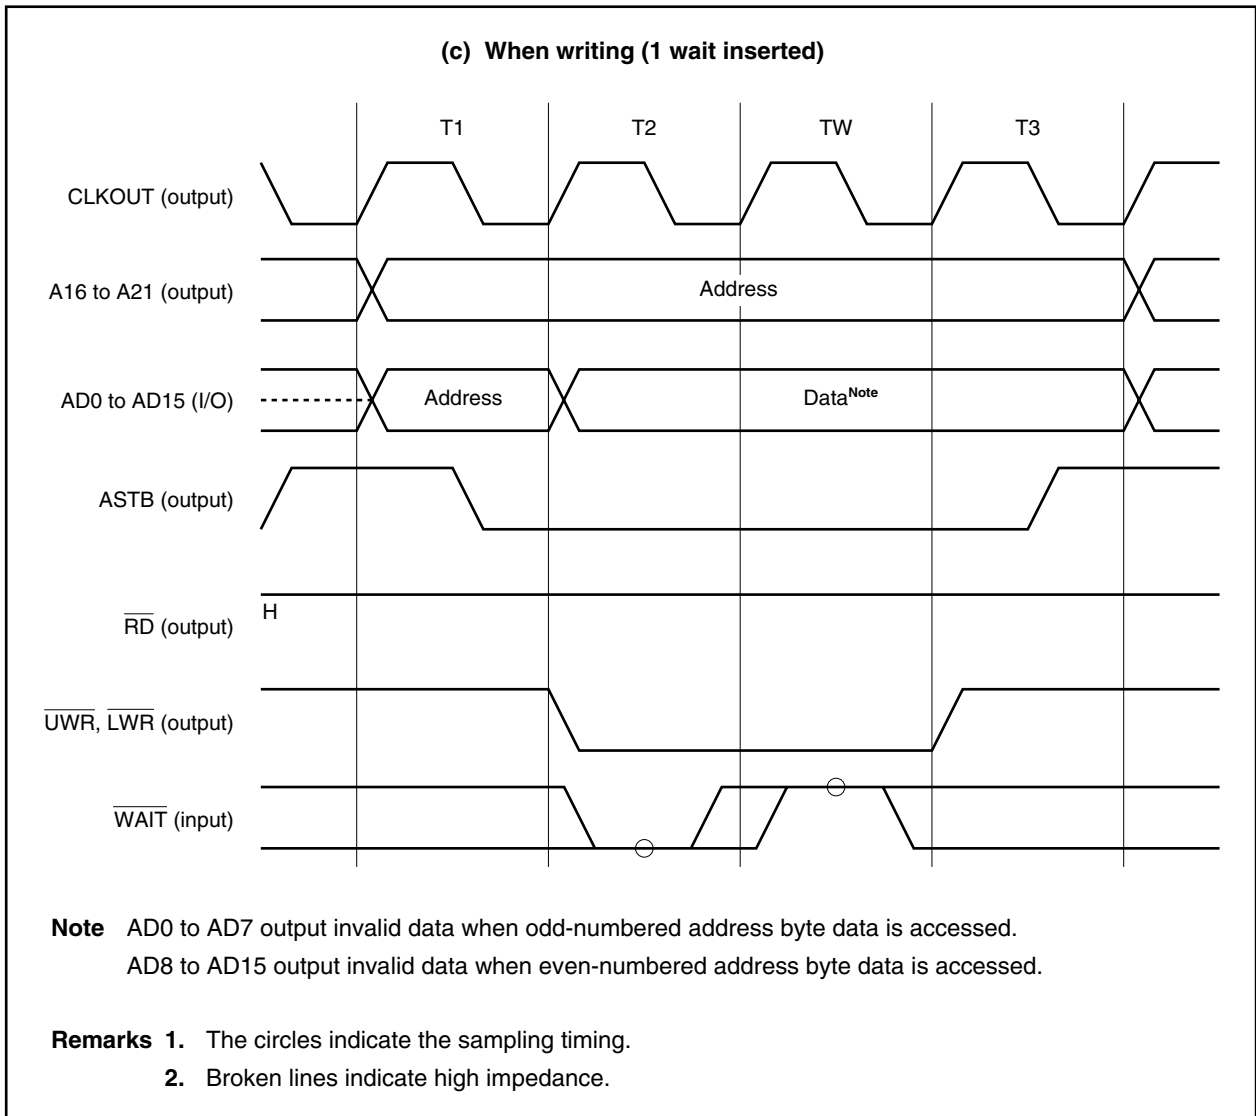 (c) When writing (1 wait inserted)
T1 T2 TW T3
CLKOUT (output)
A16 to A21 (output)
Address
AD0 to AD15 (I/O)
Address
Data^Note
ASTB (output)
H
RD (output)
UWR, LWR (output)
WAIT (input)
Note AD0 to AD7 output invalid data when odd-numbered address byte data is accessed.
AD8 to AD15 output invalid data when even-numbered address byte data is accessed.
Remarks 1. The circles indicate the sampling timing.
2. Broken lines indicate high impedance.